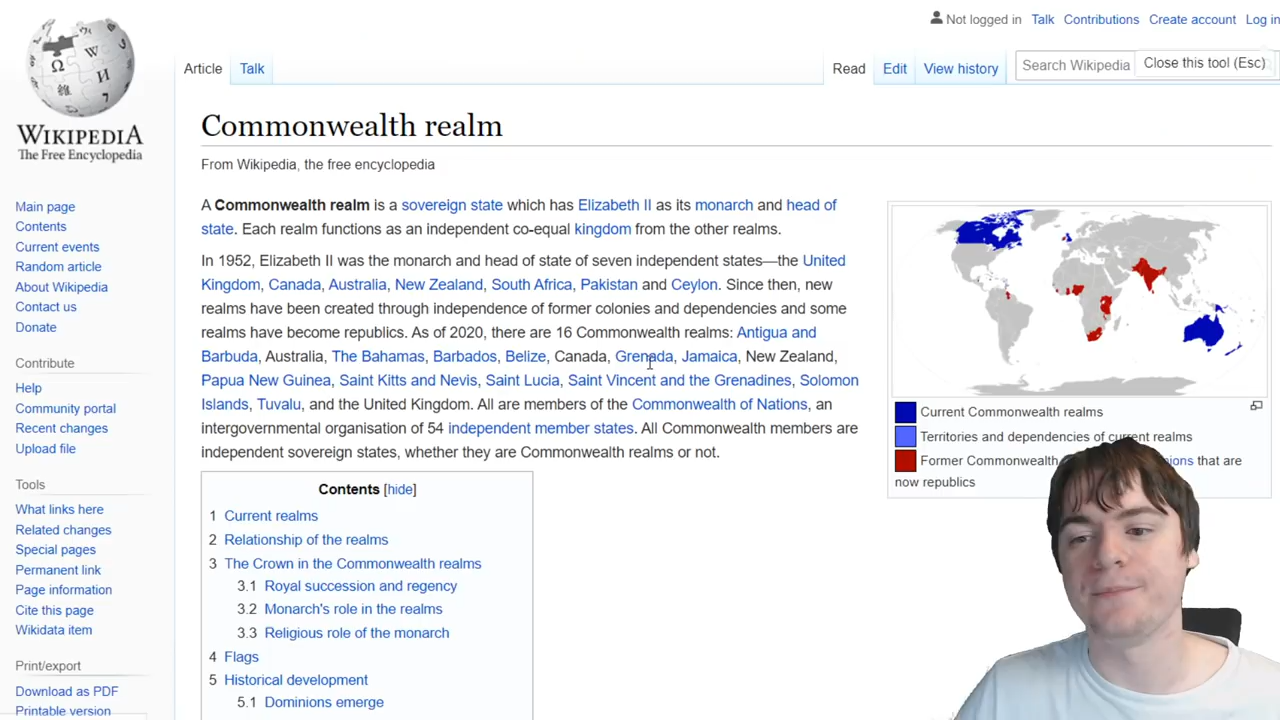 Not logged in Talk Contributions Create account Log in
Article Talk Read Edit View history Search Wikipedia Close this tool (Esc)
WIKIPEDIA
The Free Encyclopedia
Main page
Contents
Current events
Random article
About Wikipedia
Contact us
Donate
Contribute
Help
Community portal
Recent changes
Upload file
Tools
What links here
Related changes
Special pages
Permanent link
Page information
Cite this page
Wikidata item
Print/export
Download as PDF
Printable version
Commonwealth realm
From Wikipedia, the free encyclopedia
A Commonwealth realm is a sovereign state which has Elizabeth II as its monarch and head of
state. Each realm functions as an independent co-equal kingdom from the other realms.
In 1952, Elizabeth II was the monarch and head of state of seven independent states—the United
Kingdom, Canada, Australia, New Zealand, South Africa, Pakistan and Ceylon. Since then, new
realms have been created through independence of former colonies and dependencies and some
realms have become republics. As of 2020, there are 16 Commonwealth realms: Antigua and
Barbuda, Australia, The Bahamas, Barbados, Belize, Canada, Grenada, Jamaica, New Zealand,
Papua New Guinea, Saint Kitts and Nevis, Saint Lucia, Saint Vincent and the Grenadines, Solomon
Islands, Tuvalu, and the United Kingdom. All are members of the Commonwealth of Nations, an
intergovernmental organisation of 54 independent member states. All Commonwealth members are
independent sovereign states, whether they are Commonwealth realms or not.
Contents [hide]
1 Current realms
2 Relationship of the realms
3 The Crown in the Commonwealth realms
3.1 Royal succession and regency
3.2 Monarch's role in the realms
3.3 Religious role of the monarch
4 Flags
5 Historical development
5.1 Dominions emerge
Current Commonwealth realms
Territories and dependencies of current realms
Former Commonwealth that are
now republics